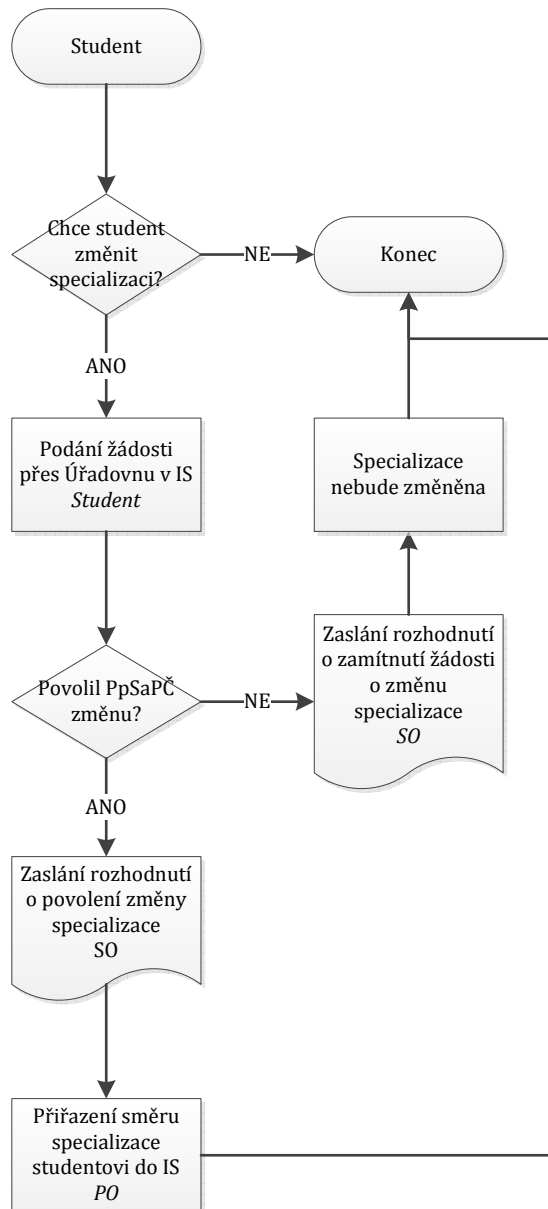 Student
Chce student
změnit
specializaci?
NE
Konec
ANO
Podání žádosti
přes Úřadovnu v IS
Student
Specializace
nebude změněna
Povolil PpSaPČ
změnu?
NE
Zaslání rozhodnutí
o zamítnutí žádosti
o změnu
specializace
SO
ANO
Zaslání rozhodnutí
o povolení změny
specializace
SO
Přiřazení směru
specializace
studentovi do IS
PO